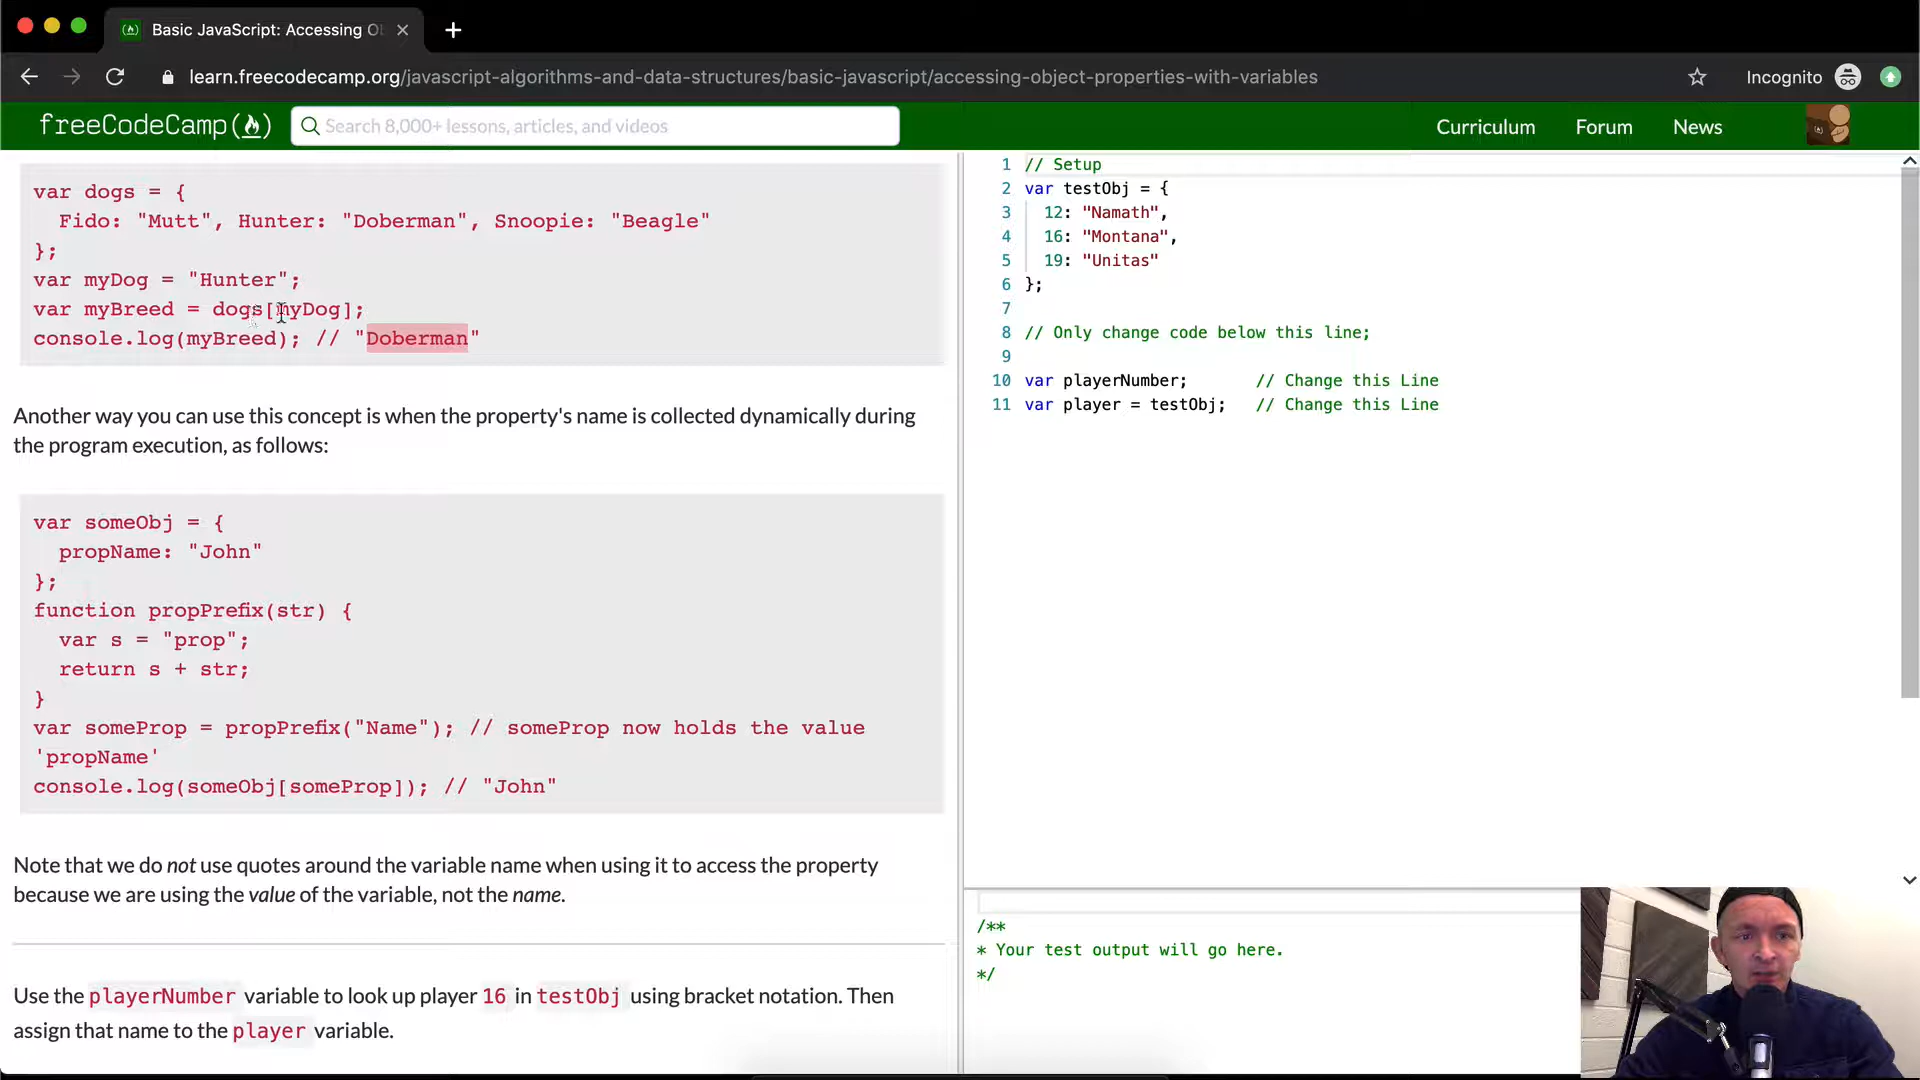 Basic JavaScript: Accessing O
learn.freecodecamp.org/javascript-algorithms-and-data-structures/basic-javascript/accessing-object-properties-with-variables
Incognito
freeCodeCamp
Search 8,000+ lessons, articles, and videos
Curriculum
Forum
News
var dogs = {
Fido: "Mutt", Hunter: "Doberman", Snoopie: "Beagle"
};
var myDog = "Hunter";
var myBreed = dogs[myDog];
console.log(myBreed); // "Doberman"
Another way you can use this concept is when the property's name is collected dynamically during
the program execution, as follows:
var someObj = {
propName: "John"
};
function propPrefix(str) {
var s = "prop";
return s + str;
}
var someProp = propPrefix("Name"); // someProp now holds the value
'propName'
console.log(someObj[someProp]); // "John"
Note that we do not use quotes around the variable name when using it to access the property
because we are using the value of the variable, not the name.
Use the playerNumber variable to look up player 16 in testObj using bracket notation. Then
assign that name to the player variable.
1 // Setup
2 var testObj = {
3 12: "Namath",
4 16: "Montana",
5 19: "Unitas"
6 };
7
8 // Only change code below this line;
9
10 var playerNumber; // Change this Line
11 var player = testObj; // Change this Line
/**
* Your test output will go here.
*/